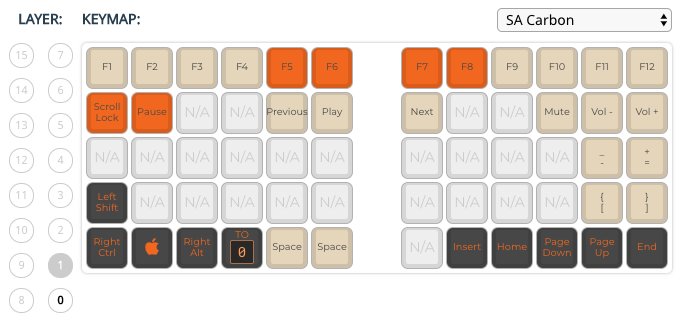 LAYER: KEYMAP: SA Carbon
15 7
F1 F2 F3 F4 F5 F6 F7 F8 F9 F10 F11 F12
14 6
Scroll Lock Pause N/A N/A Previous Play Next N/A N/A Mute Vol - Vol +
13 5
N/A N/A N/A N/A N/A N/A N/A N/A N/A N/A _ - + =
12 4
11 3
Left Shift N/A N/A N/A N/A N/A N/A N/A N/A N/A { [ } ]
10 2
Right Ctrl Right Alt TO 0 Space Space N/A Insert Home Page Down Page Up End
9 1
8 0